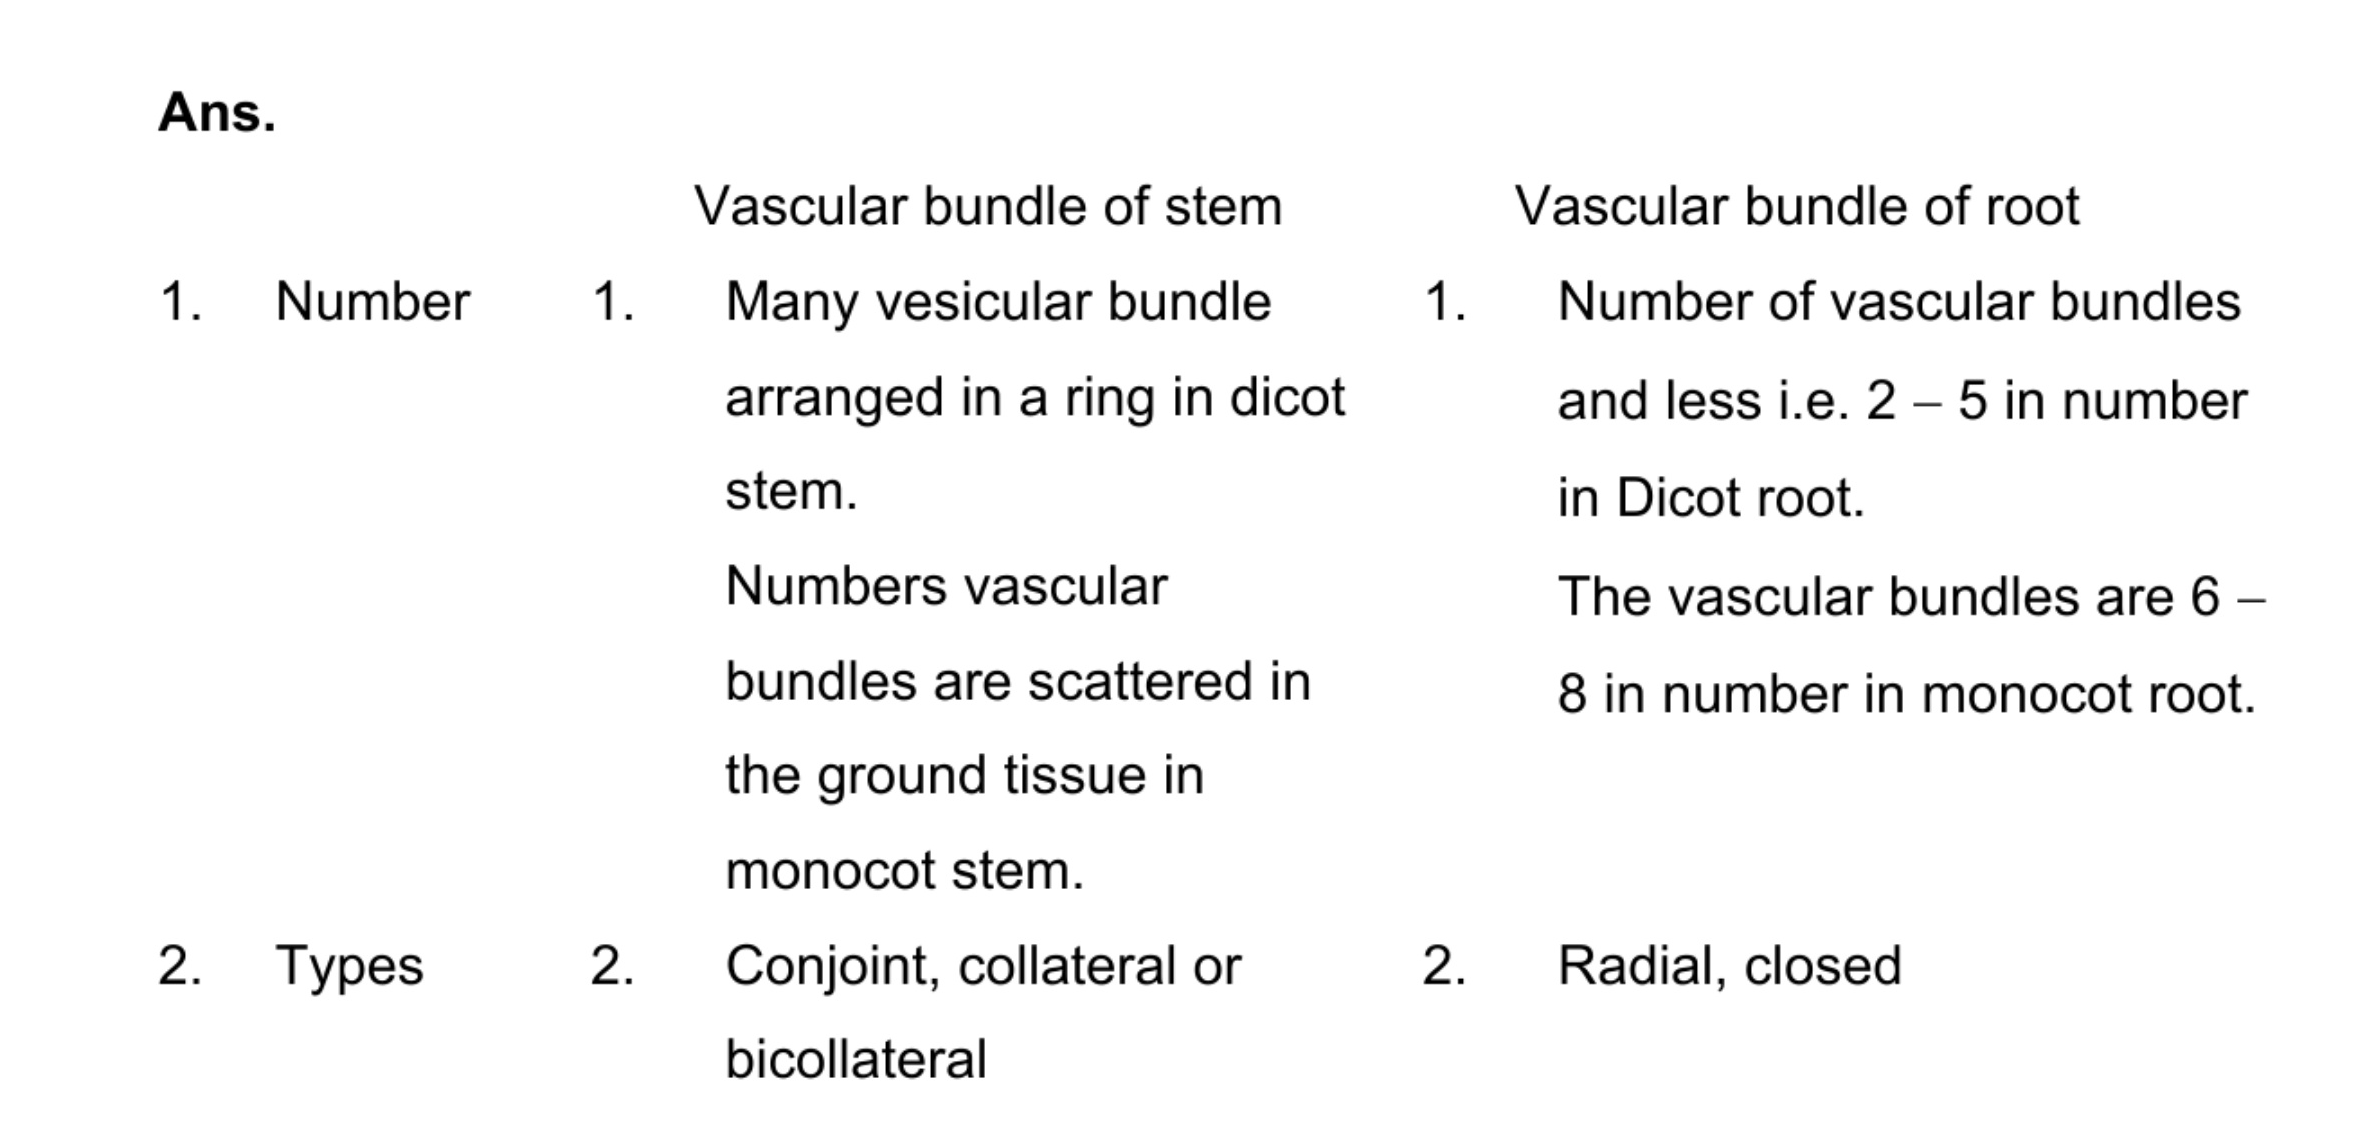 Ans.
Vascular bundle of stem Vascular bundle of root
1. Number 1. Many vesicular bundle 1. Number of vascular bundles
arranged in a ring in dicot and less i.e. 2 – 5 in number
stem. in Dicot root.
Numbers vascular The vascular bundles are 6 –
bundles are scattered in 8 in number in monocot root.
the ground tissue in
monocot stem.
2. Types 2. Conjoint, collateral or 2. Radial, closed
bicollateral